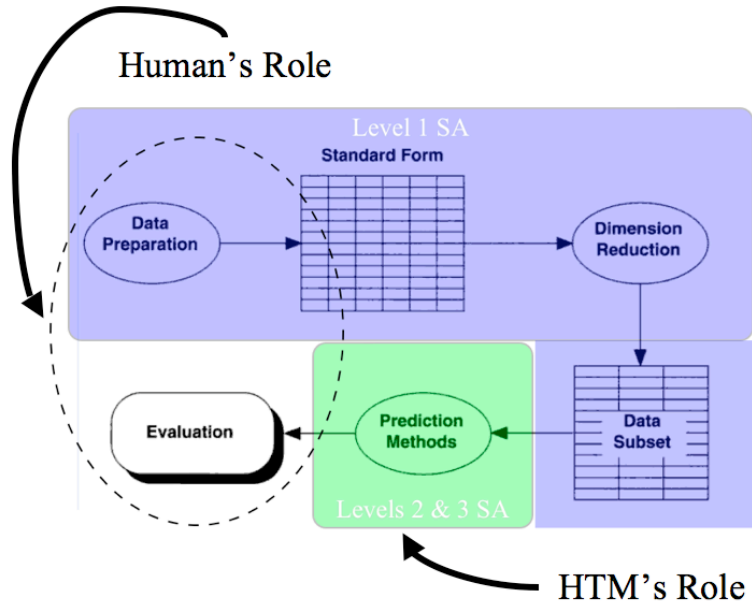 Human's Role
Level 1 SA
Standard Form
Data
Preparation
Dimension
Reduction
Evaluation
Prediction
Methods
Data
Subset
Levels 2 & 3 SA
HTM's Role